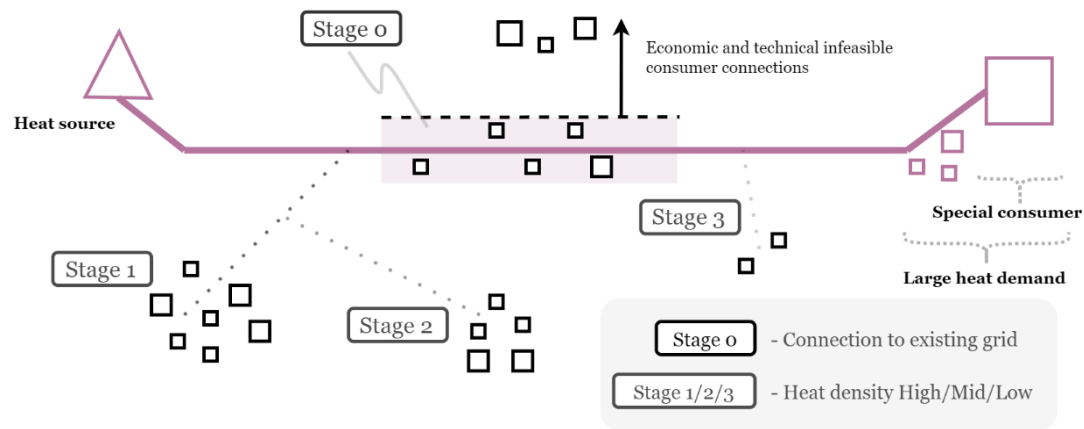 Stage 0
Economic and technical infeasible
consumer connections
Heat source
Stage 3
Special consumer
Stage 1
Large heat demand
Stage 2
Stage 0 - Connection to existing grid
Stage 1/2/3 - Heat density High/Mid/Low